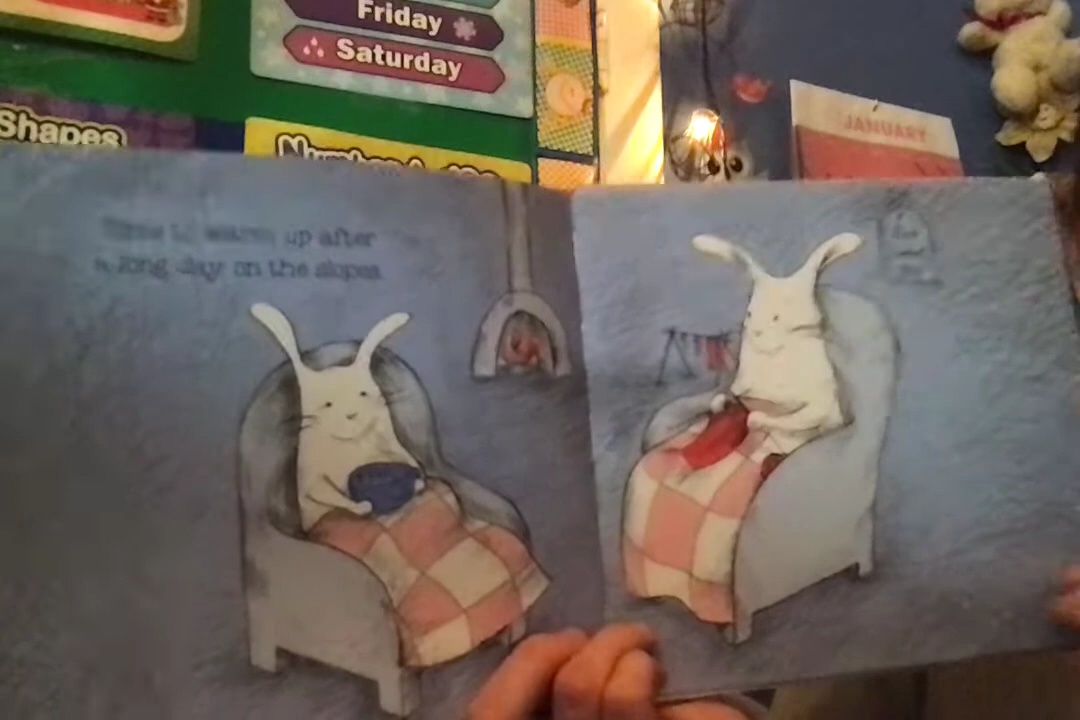 Friday
Saturday
Shapes
JANUARY
Time to warm up after
a long day on the slopes